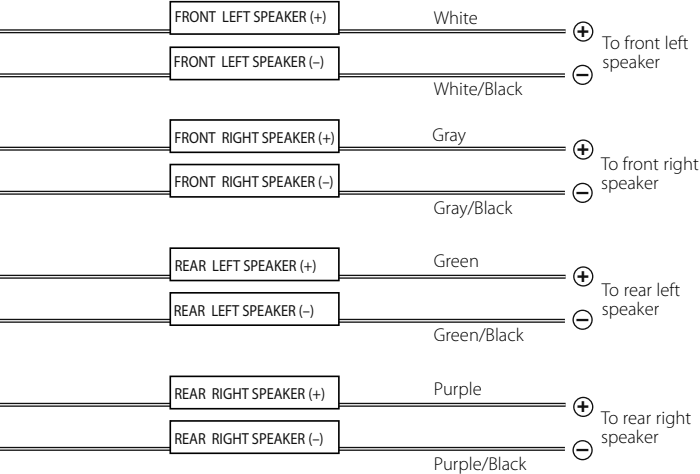 FRONT LEFT SPEAKER (+)
White
⊕
To front left
speaker
FRONT LEFT SPEAKER (–)
White/Black
⊖
FRONT RIGHT SPEAKER (+)
Gray
⊕
To front right
speaker
FRONT RIGHT SPEAKER (–)
Gray/Black
⊖
REAR LEFT SPEAKER (+)
Green
⊕
To rear left
speaker
REAR LEFT SPEAKER (–)
Green/Black
⊖
REAR RIGHT SPEAKER (+)
Purple
⊕
To rear right
speaker
REAR RIGHT SPEAKER (–)
Purple/Black
⊖